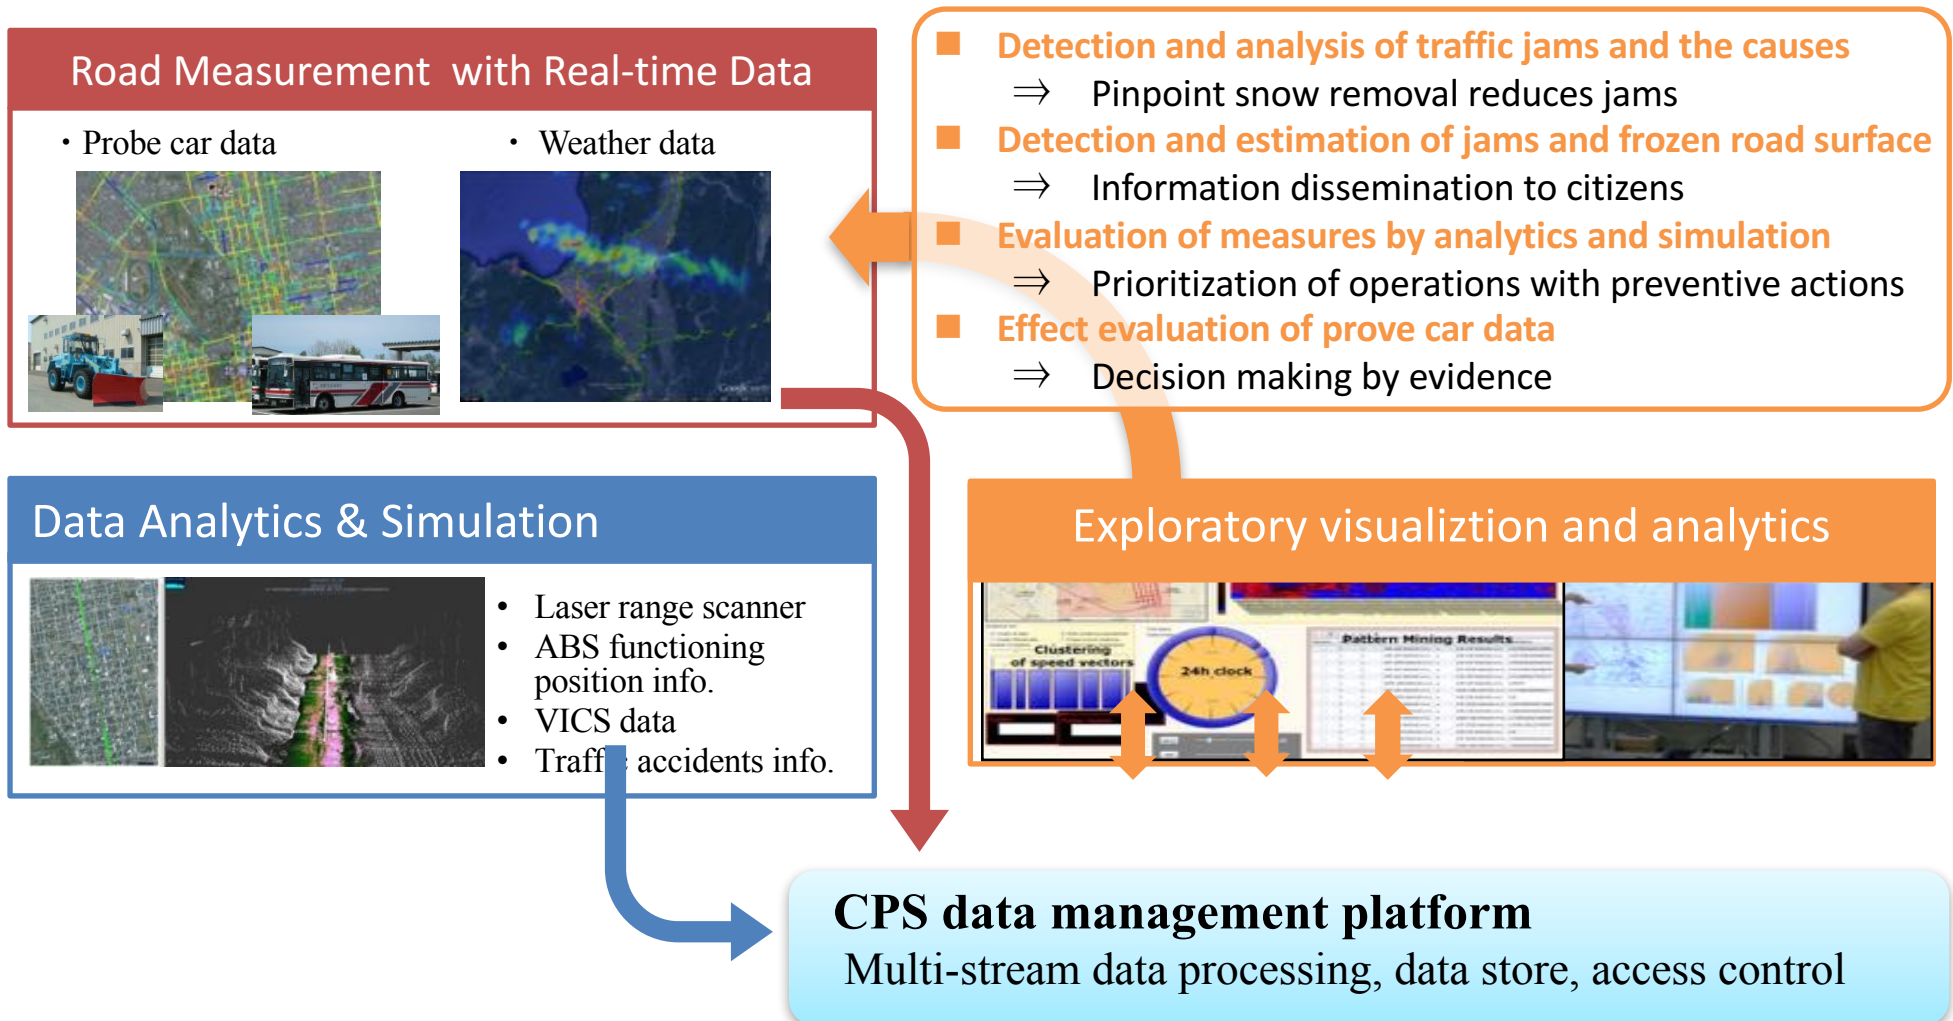 Road Measurement with Real-time Data
・Probe car data
・ Weather data
■ Detection and analysis of traffic jams and the causes
⇒ Pinpoint snow removal reduces jams
■ Detection and estimation of jams and frozen road surface
⇒ Information dissemination to citizens
■ Evaluation of measures by analytics and simulation
⇒ Prioritization of operations with preventive actions
■ Effect evaluation of prove car data
⇒ Decision making by evidence
Data Analytics & Simulation
• Laser range scanner
• ABS functioning
position info.
• VICS data
• Traffic accidents info.
Exploratory visualiztion and analytics
Clustering
of speed vectors
24h clock
Pattern Mining Results
CPS data management platform
Multi-stream data processing, data store, access control